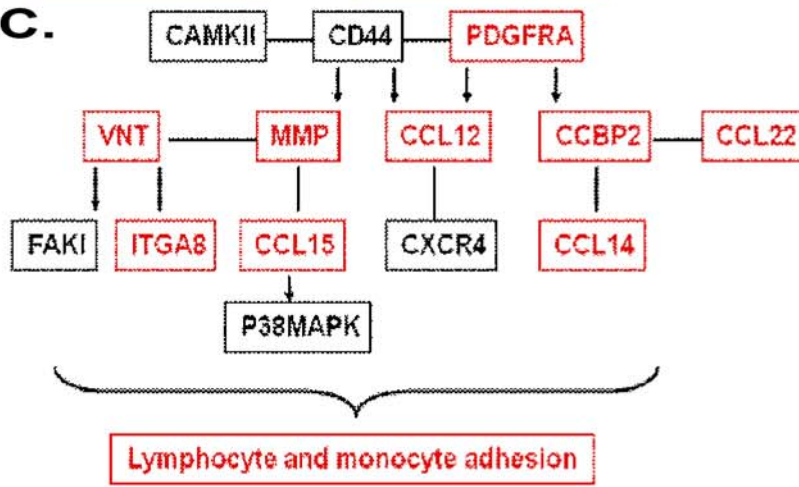 C.
CAMKII CD44 PDGFRA
VNT MMP CCL12 CCBP2 CCL22
FAKI ITGA8 CCL15 CXCR4 CCL14
P38MAPK
Lymphocyte and monocyte adhesion